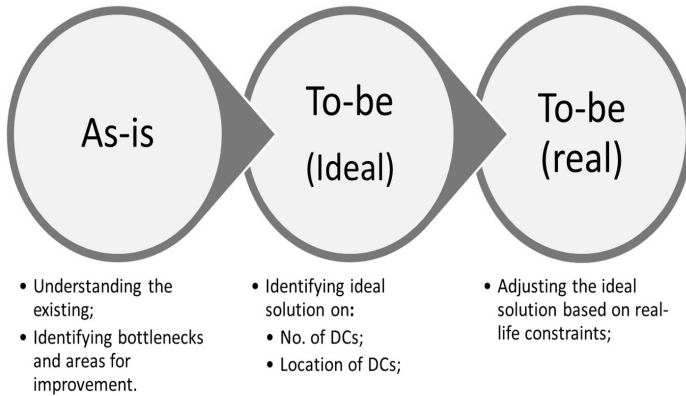 As-is
• Understanding the
existing;
• Identifying bottlenecks
and areas for
improvement.
To-be
(Ideal)
• Identifying ideal
solution on:
• No. of DCs;
• Location of DCs;
To-be
(real)
• Adjusting the ideal
solution based on real-
life constraints;